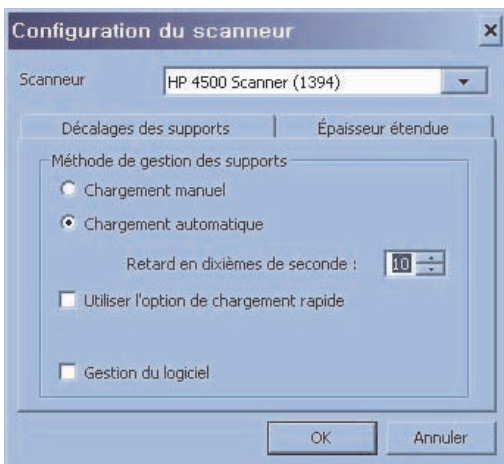 Configuration du scanneur
Scanneur HP 4500 Scanner (1394)
Décalages des supports Épaisseur étendue
Méthode de gestion des supports
Chargement manuel
Chargement automatique
Retard en dixièmes de seconde : 10
Utiliser l'option de chargement rapide
Gestion du logiciel
OK Annuler